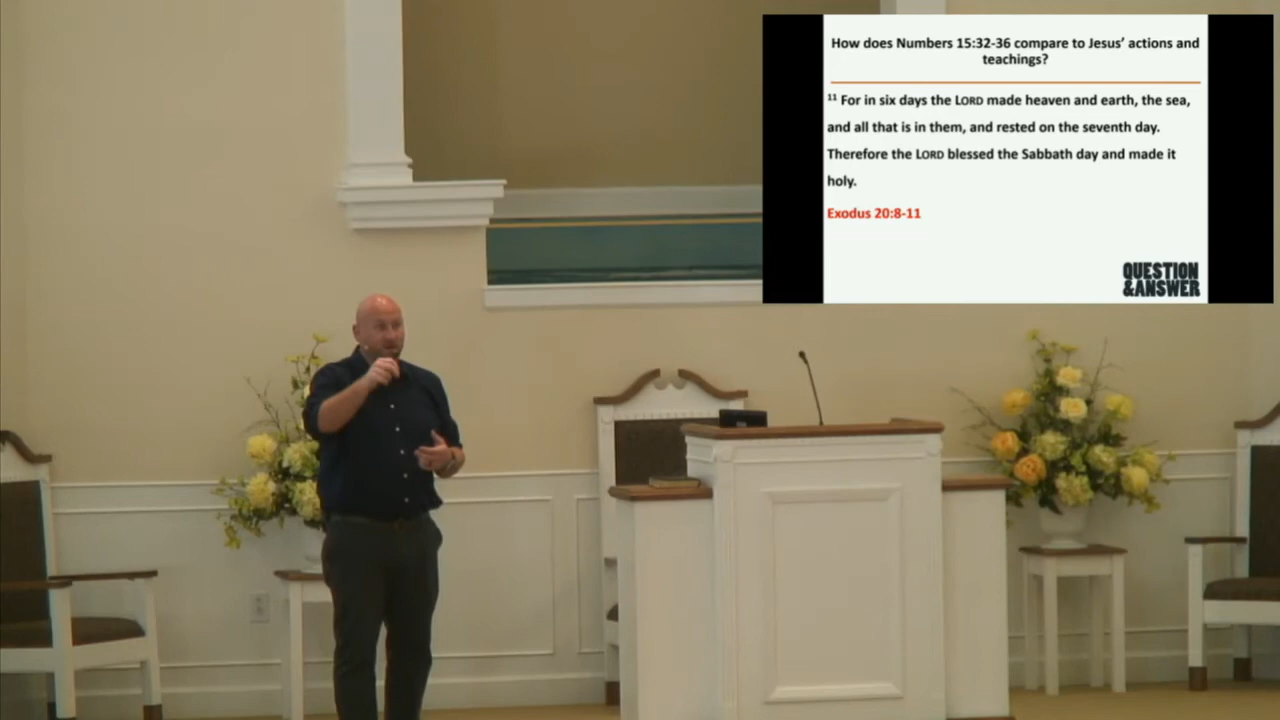 How does Numbers 15:32-36 compare to Jesus’ actions and
teachings?
11 For in six days the LORD made heaven and earth, the sea,
and all that is in them, and rested on the seventh day.
Therefore the LORD blessed the Sabbath day and made it
holy.
Exodus 20:8-11
QUESTION
&ANSWER